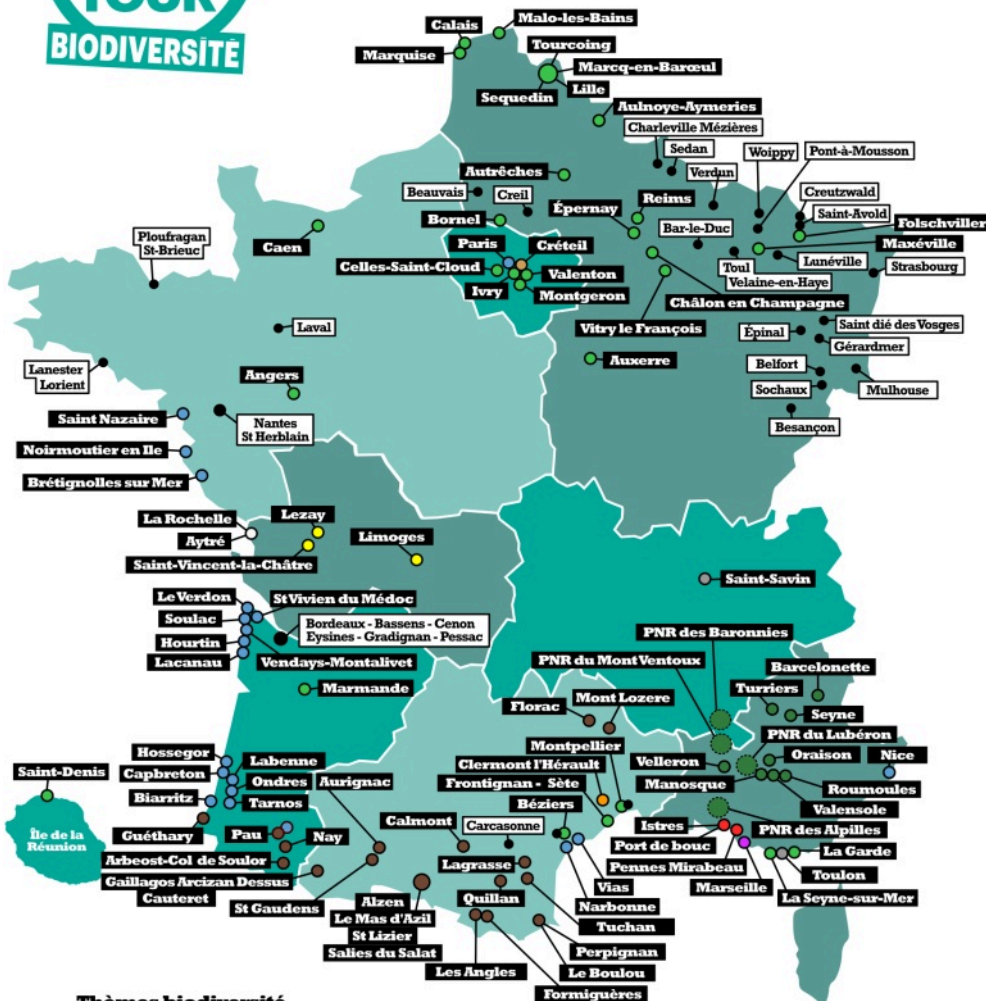 TOUR
BIODIVERSITÉ
Calais
Malo-les-Bains
Marquise
Tourcoing
Marcq-en-Barœul
Lille
Sequedin
Aulnoye-Aymeries
Charleville Mézières
Sedan
Woippy
Pont-à-Mousson
Verdun
Autrêches
Beauvais
Creil
Creutzwald
Saint-Avold
Folschviller
Bornel
Épernay
Reims
Bar-le-Duc
Maxéville
Caen
Paris
Créteil
Lunéville
Strasbourg
Ploufragan
St-Brieuc
Celles-Saint-Cloud
Valenton
Toul
Velaine-en-Haye
Ivry
Montgeron
Châlon en Champagne
Laval
Vitry le François
Épinal
Saint dié des Vosges
Gérardmer
Auxerre
Lanester
Lorient
Angers
Belfort
Sochaux
Mulhouse
Saint Nazaire
Nantes
St Herblain
Besançon
Noirmoutier en Ile
Brétignolles sur Mer
La Rochelle
Aytré
Lezay
Limoges
Saint-Vincent-la-Châtre
Saint-Savin
Le Verdon
St Vivien du Médoc
Soulac
Bordeaux - Bassens - Cenon
Eysines - Gradignan - Pessac
Hourtin
Lacanau
Vendays-Montalivet
PNR des Baronnies
PNR du Mont Ventoux
Barcelonette
Marmande
Turriers
Florac
Mont Lozere
Seyne
PNR du Lubéron
Montpellier
Hossegor
Labenne
Velleron
Oraison
Nice
Saint-Denis
Capbreton
Ondres
Aurignac
Clermont l'Hérault
Manosque
Roumoules
Biarritz
Tarnos
Frontignan - Sète
Valensole
Béziers
Île de la
Réunion
Guéthary
Pau
Nay
Calmont
Carcasonne
Istres
PNR des Alpilles
Arbeost-Col de Soulor
Lagrasse
Port de bouc
La Garde
Gaillagos Arcizan Dessus
Cauteret
Pennes Mirabeau
Toulon
Vias
Marseille
La Seyne-sur-Mer
St Gaudens
Alzen
Le Mas d'Azil
St Lizier
Salies du Salat
Quillan
Narbonne
Tuchan
Perpignan
Les Angles
Le Boulou
Formiguères
Thèmes biodiversité